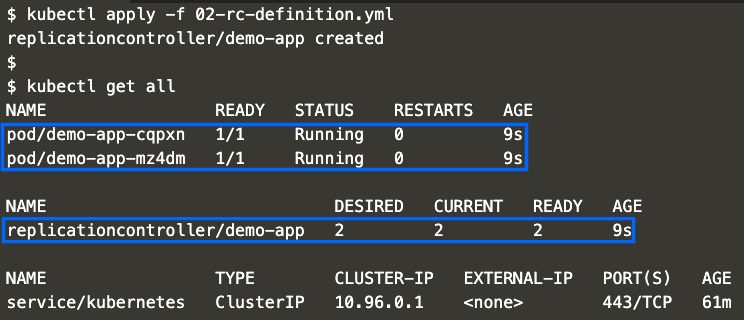 $ kubectl apply -f 02-rc-definition.yml
replicationcontroller/demo-app created
$
$ kubectl get all
NAME READY STATUS RESTARTS AGE
pod/demo-app-cqpxn 1/1 Running 0 9s
pod/demo-app-mz4dm 1/1 Running 0 9s
NAME DESIRED CURRENT READY AGE
replicationcontroller/demo-app 2 2 2 9s
NAME TYPE CLUSTER-IP EXTERNAL-IP PORT(S) AGE
service/kubernetes ClusterIP 10.96.0.1 <none> 443/TCP 61m